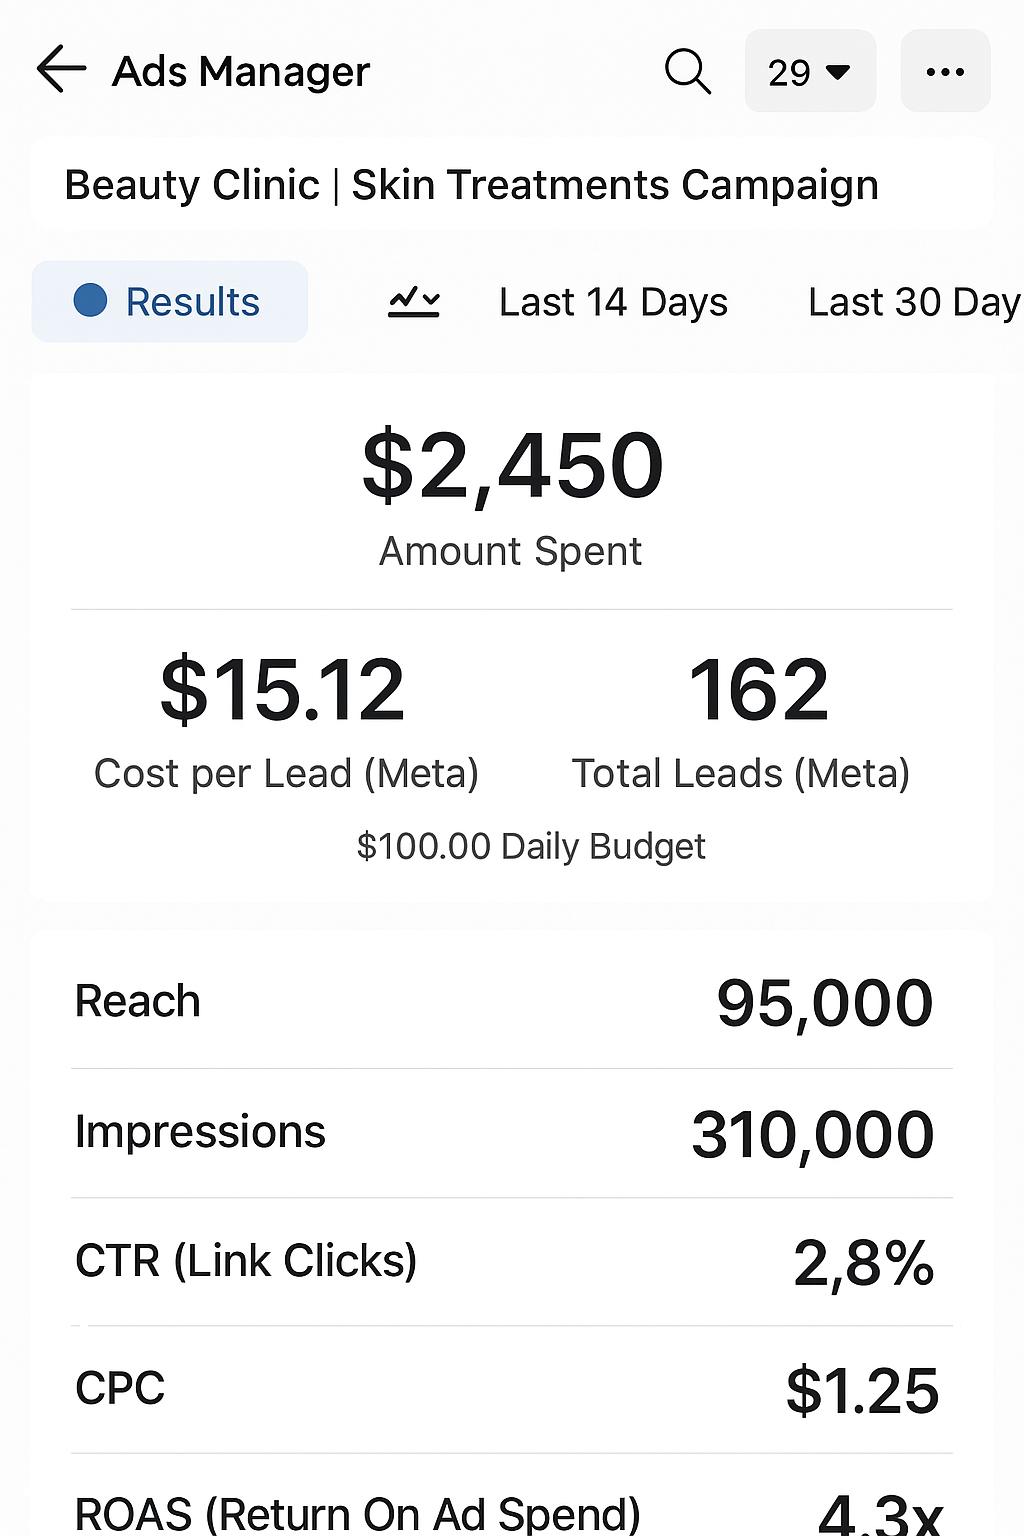 Ads Manager
29
Beauty Clinic | Skin Treatments Campaign
Results
Last 14 Days
Last 30 Day
$2,450
Amount Spent
$15.12
162
Cost per Lead (Meta)
Total Leads (Meta)
$100.00 Daily Budget
Reach
95,000
Impressions
310,000
CTR (Link Clicks)
2,8%
CPC
$1.25
ROAS (Return On Ad Spend)
4.3x